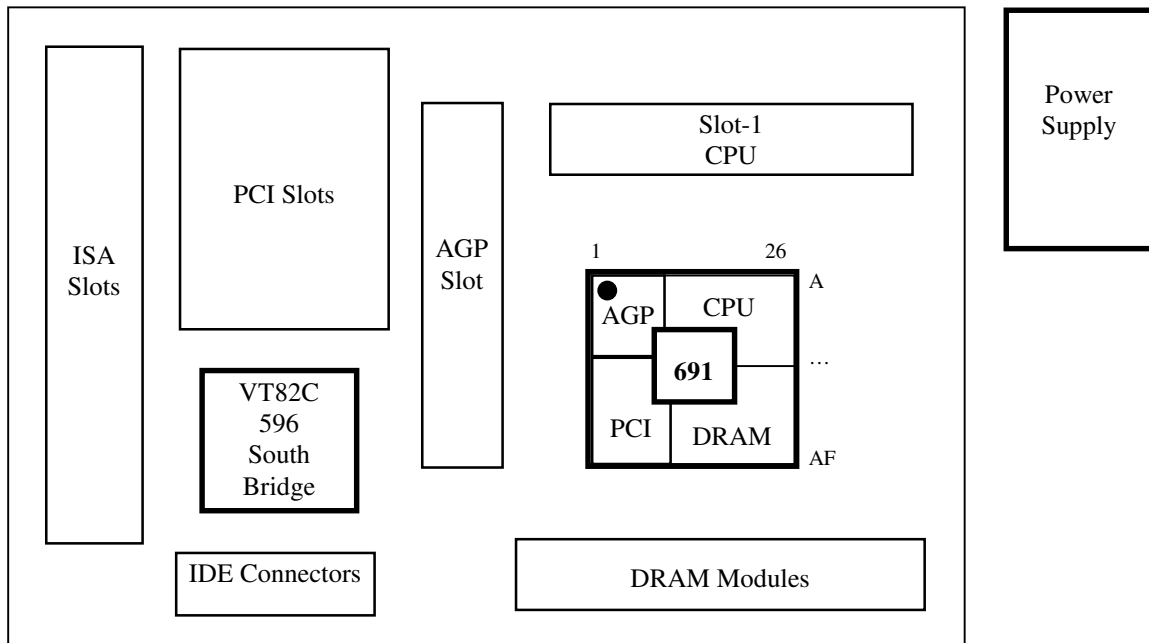 ISA
Slots
PCI Slots
VT82C
596
South
Bridge
IDE Connectors
AGP
Slot
Slot-1
CPU
1
26
A
...
AF
AGP
CPU
691
PCI
DRAM
DRAM Modules
Power
Supply